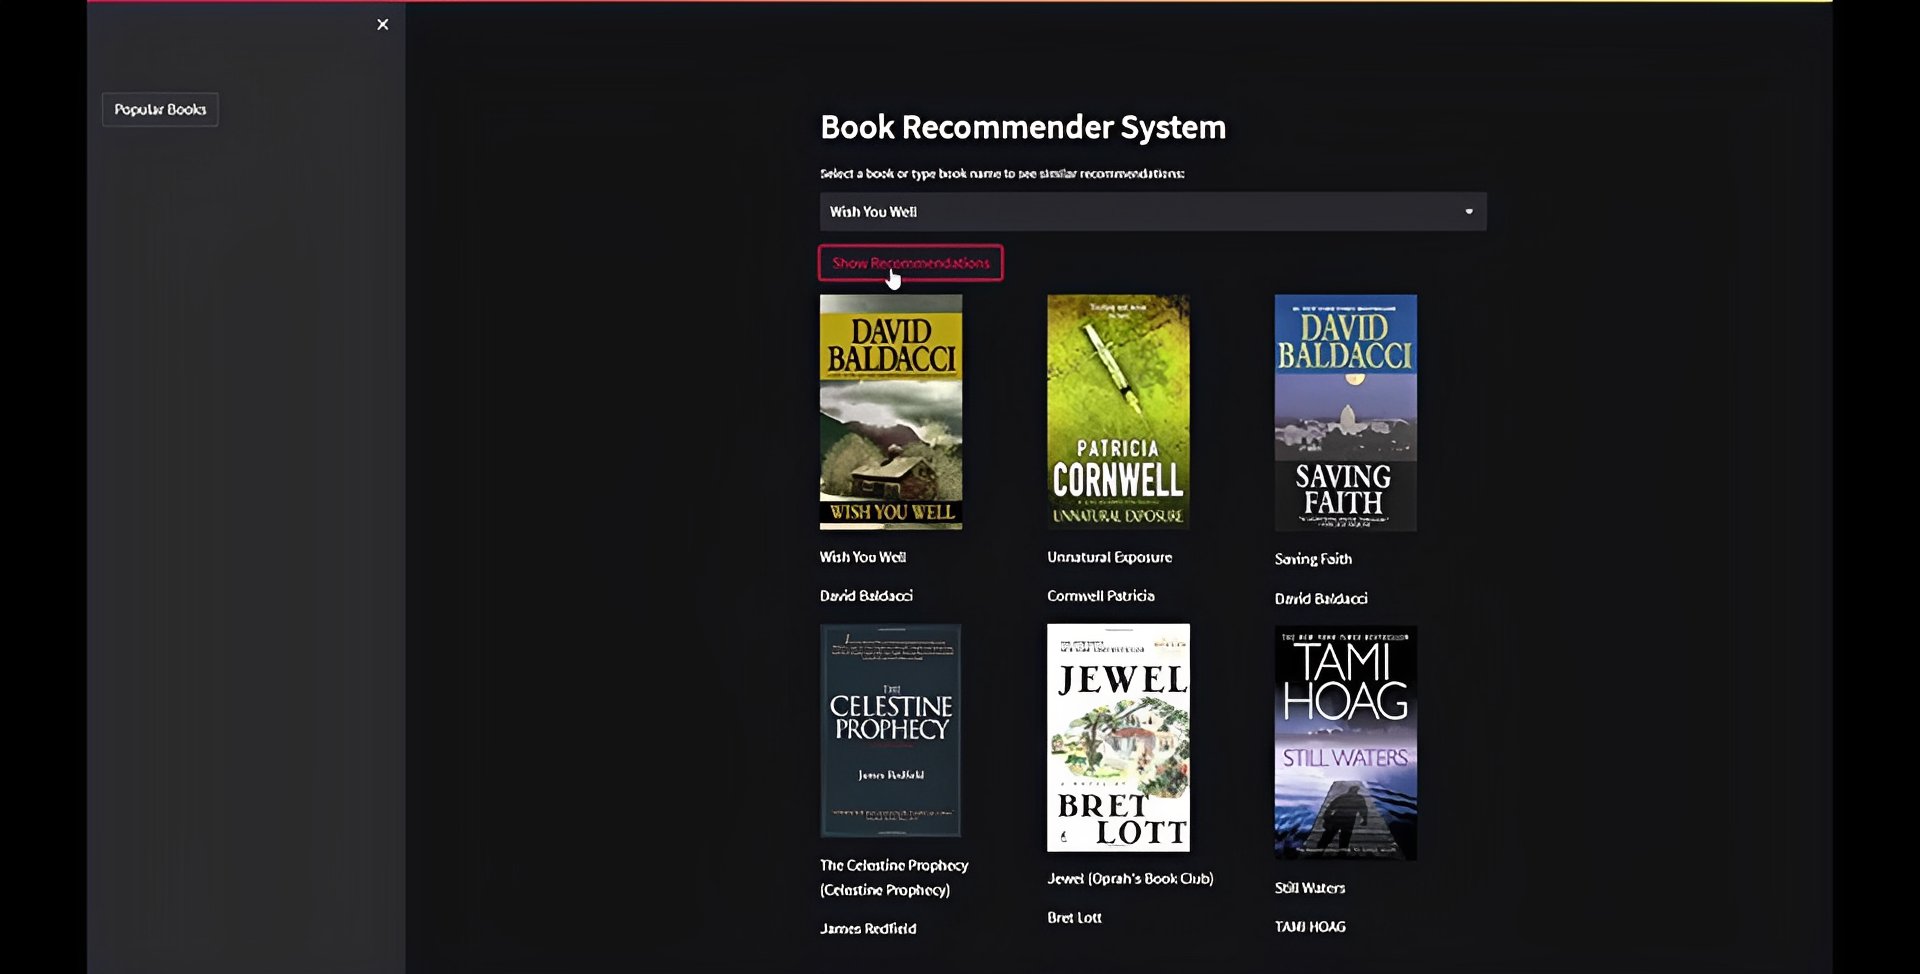 Popular Books
Book Recommender System
Select a book or type book name to see similar recommendations:
Wish You Well
Show Recommendations
DAVID
BALDACCI
WISH YOU WELL
PATRICIA
CORNWELL
UNNATURAL EXPOSURE
DAVID
BALDACCI
SAVING
FAITH
Wish You Well
Unnatural Exposure
Saving Faith
David Baldacci
Cornwell Patricia
David Baldacci
THE
CELESTINE
PROPHECY
James Redfield
JEWEL
BRET
LOTT
TAMI
HOAG
STILL WATERS
The Celestine Prophecy
(Celestine Prophecy)
James Redfield
Jewel (Oprah's Book Club)
Bret Lott
Still Waters
TAMI HOAG